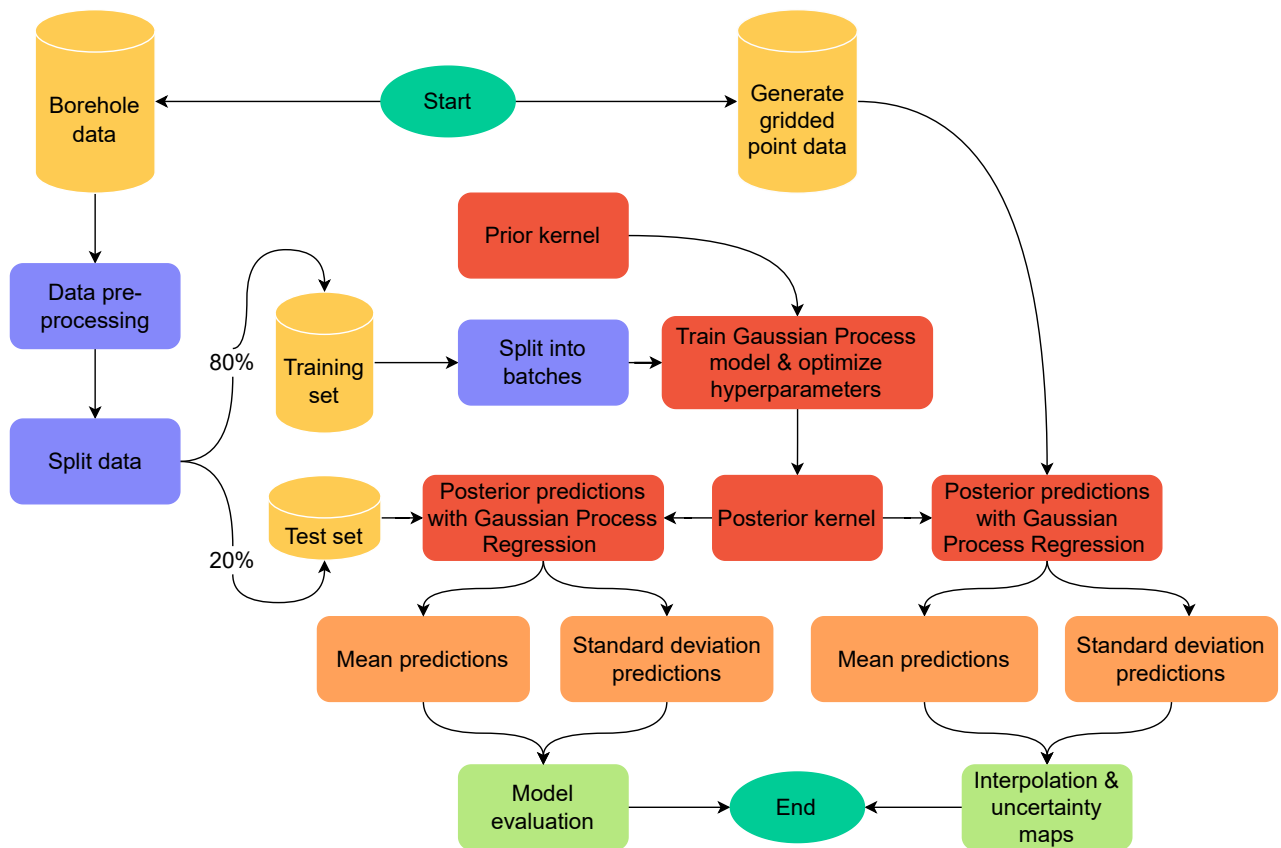 Borehole
data
Start
Generate
gridded
point data
Prior kernel
Data pre-
processing
80%
Training
set
Split into
batches
Train Gaussian Process
model & optimize
hyperparameters
Split data
20%
Test set
Posterior predictions
with Gaussian Process
Regression
Posterior kernel
Posterior predictions
with Gaussian
Process Regression
Mean predictions
Standard deviation
predictions
Mean predictions
Standard deviation
predictions
Model
evaluation
End
Interpolation &
uncertainty
maps